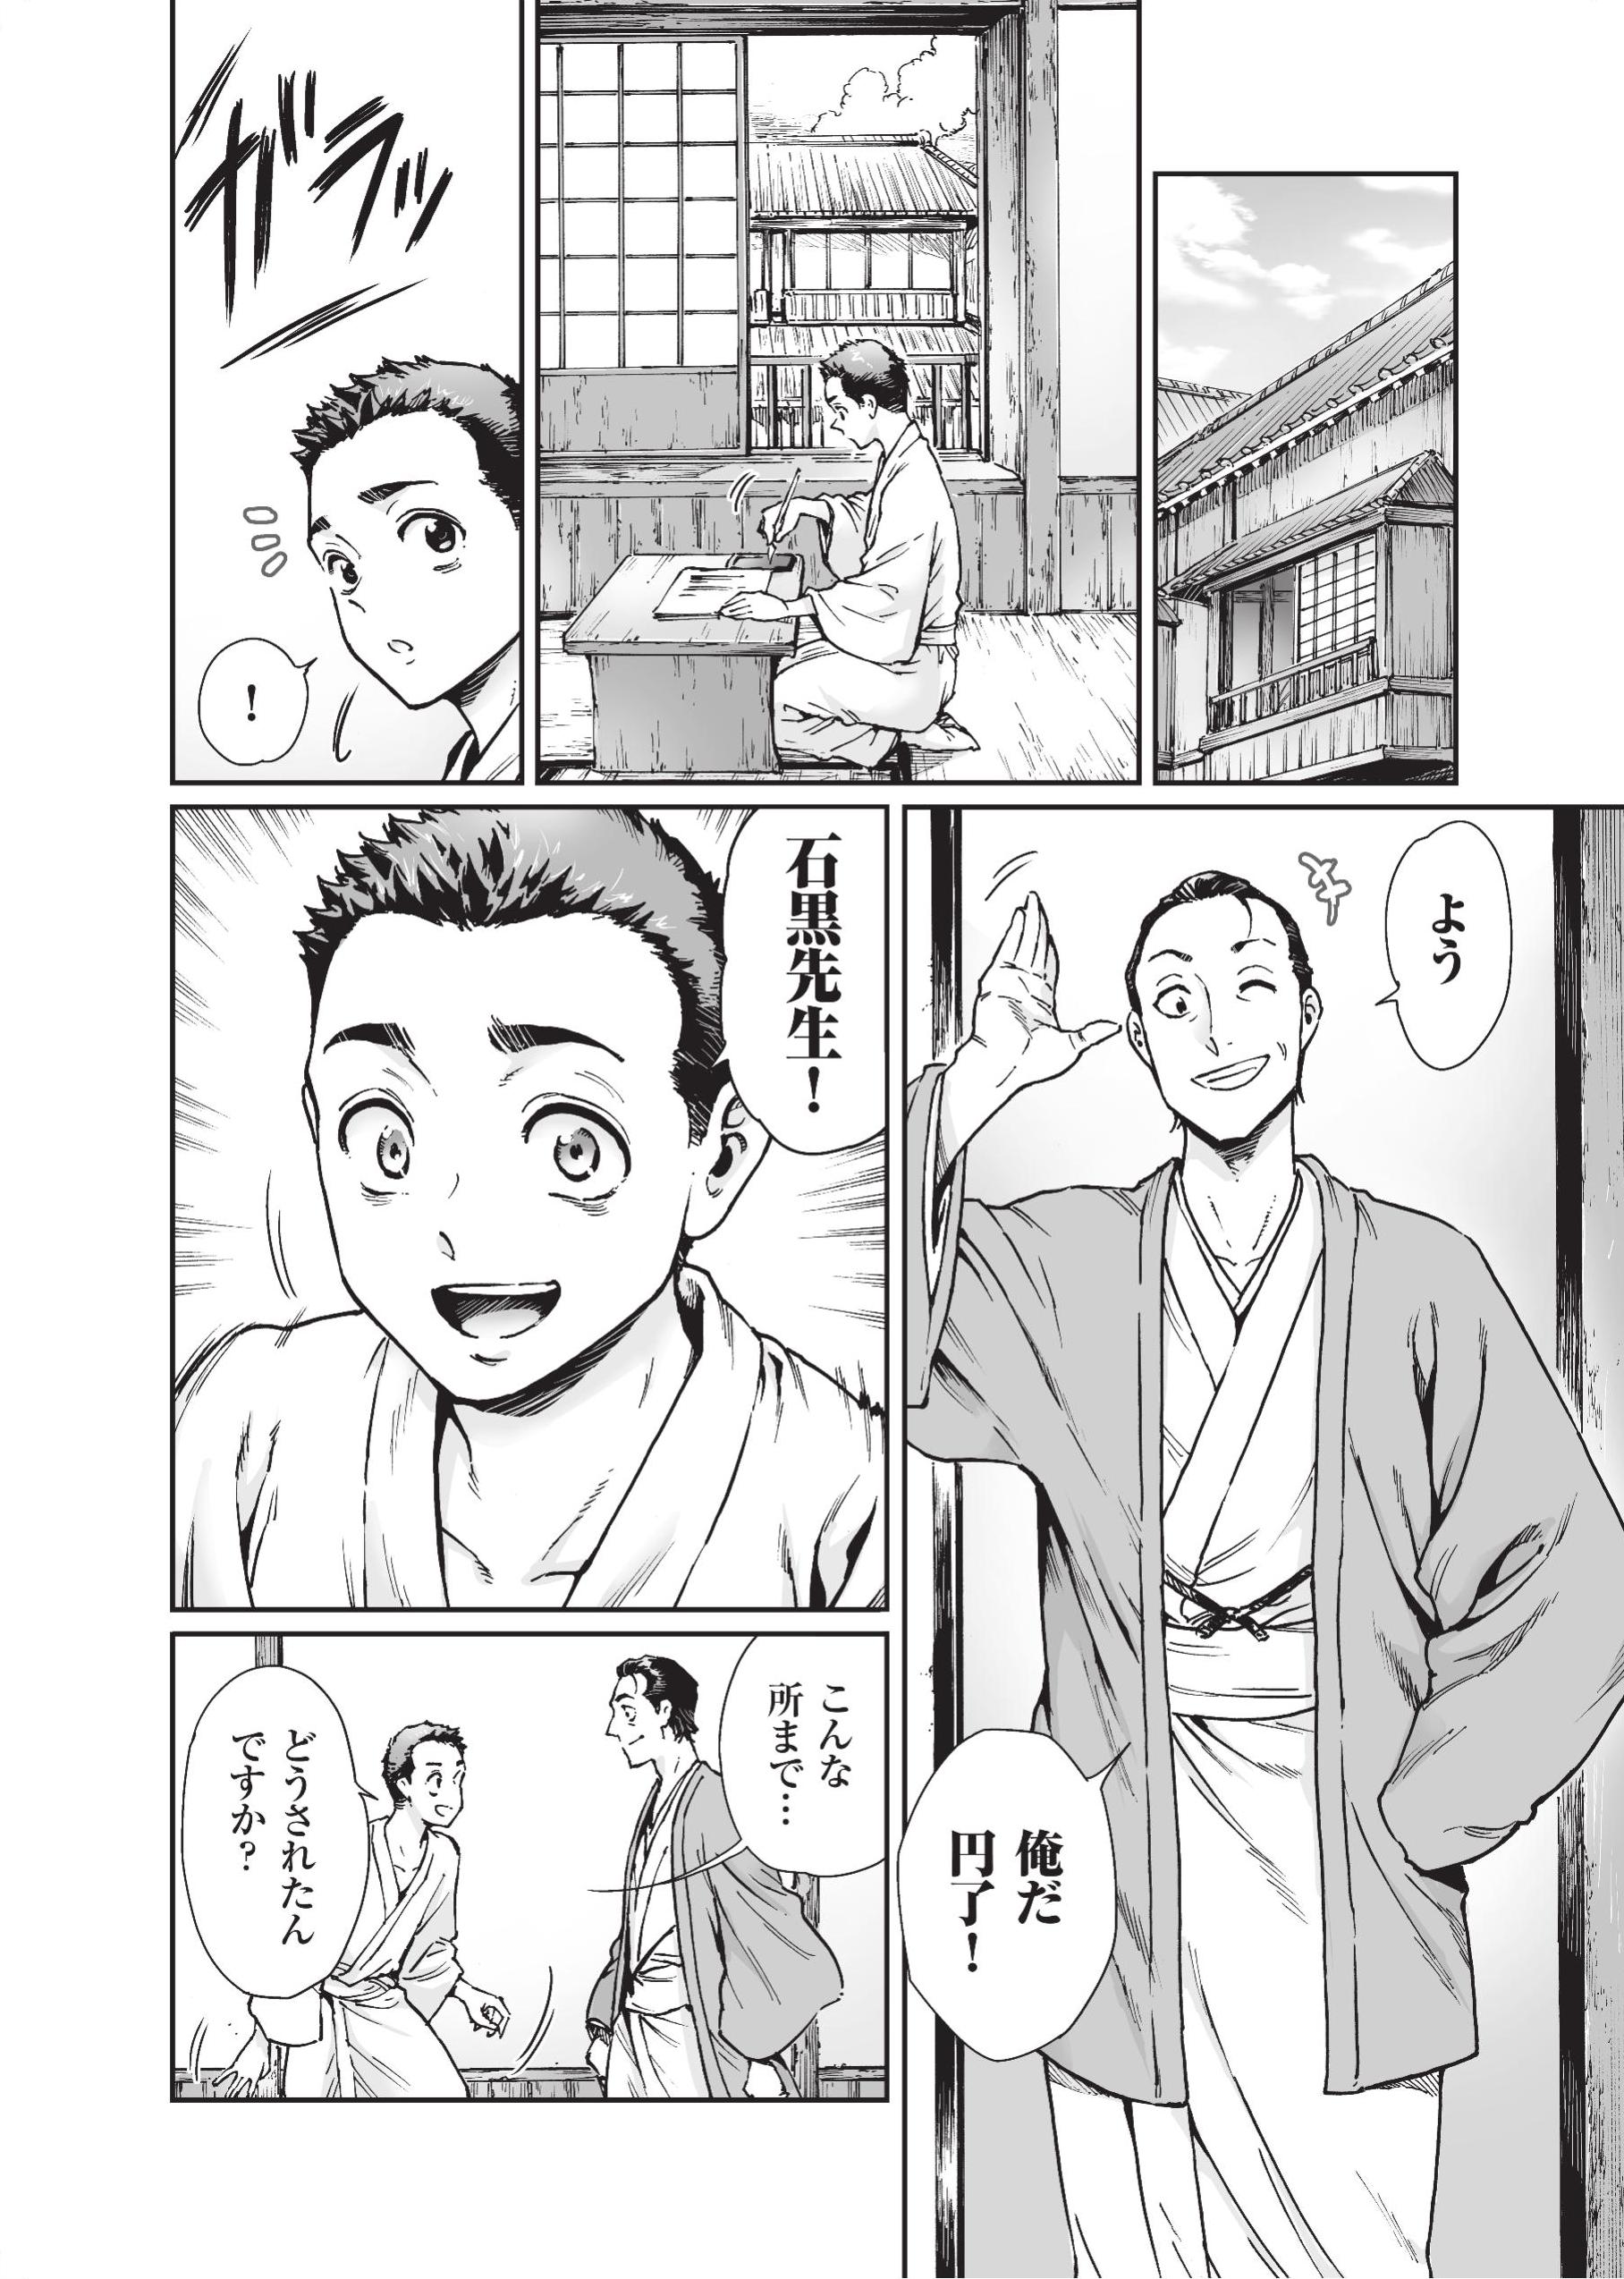 ガラッ
！
よう
俺だ
円了！
石黒先生！
こんな
所まで…
どうされたん
ですか？